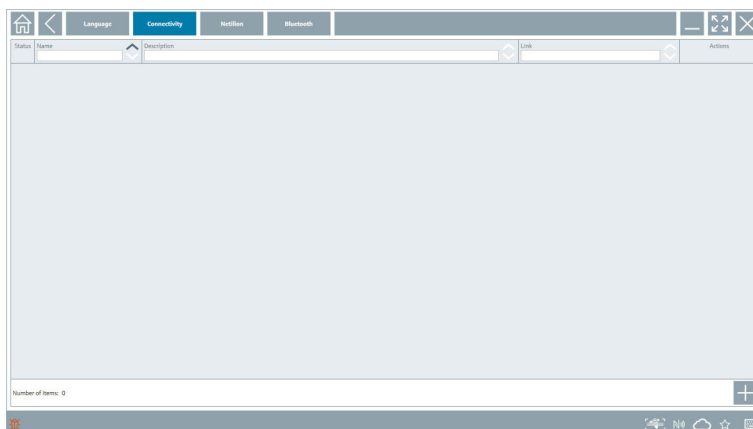 Language Connectivity Netilion Bluetooth
Status Name Description Link Actions
Number of items: 0